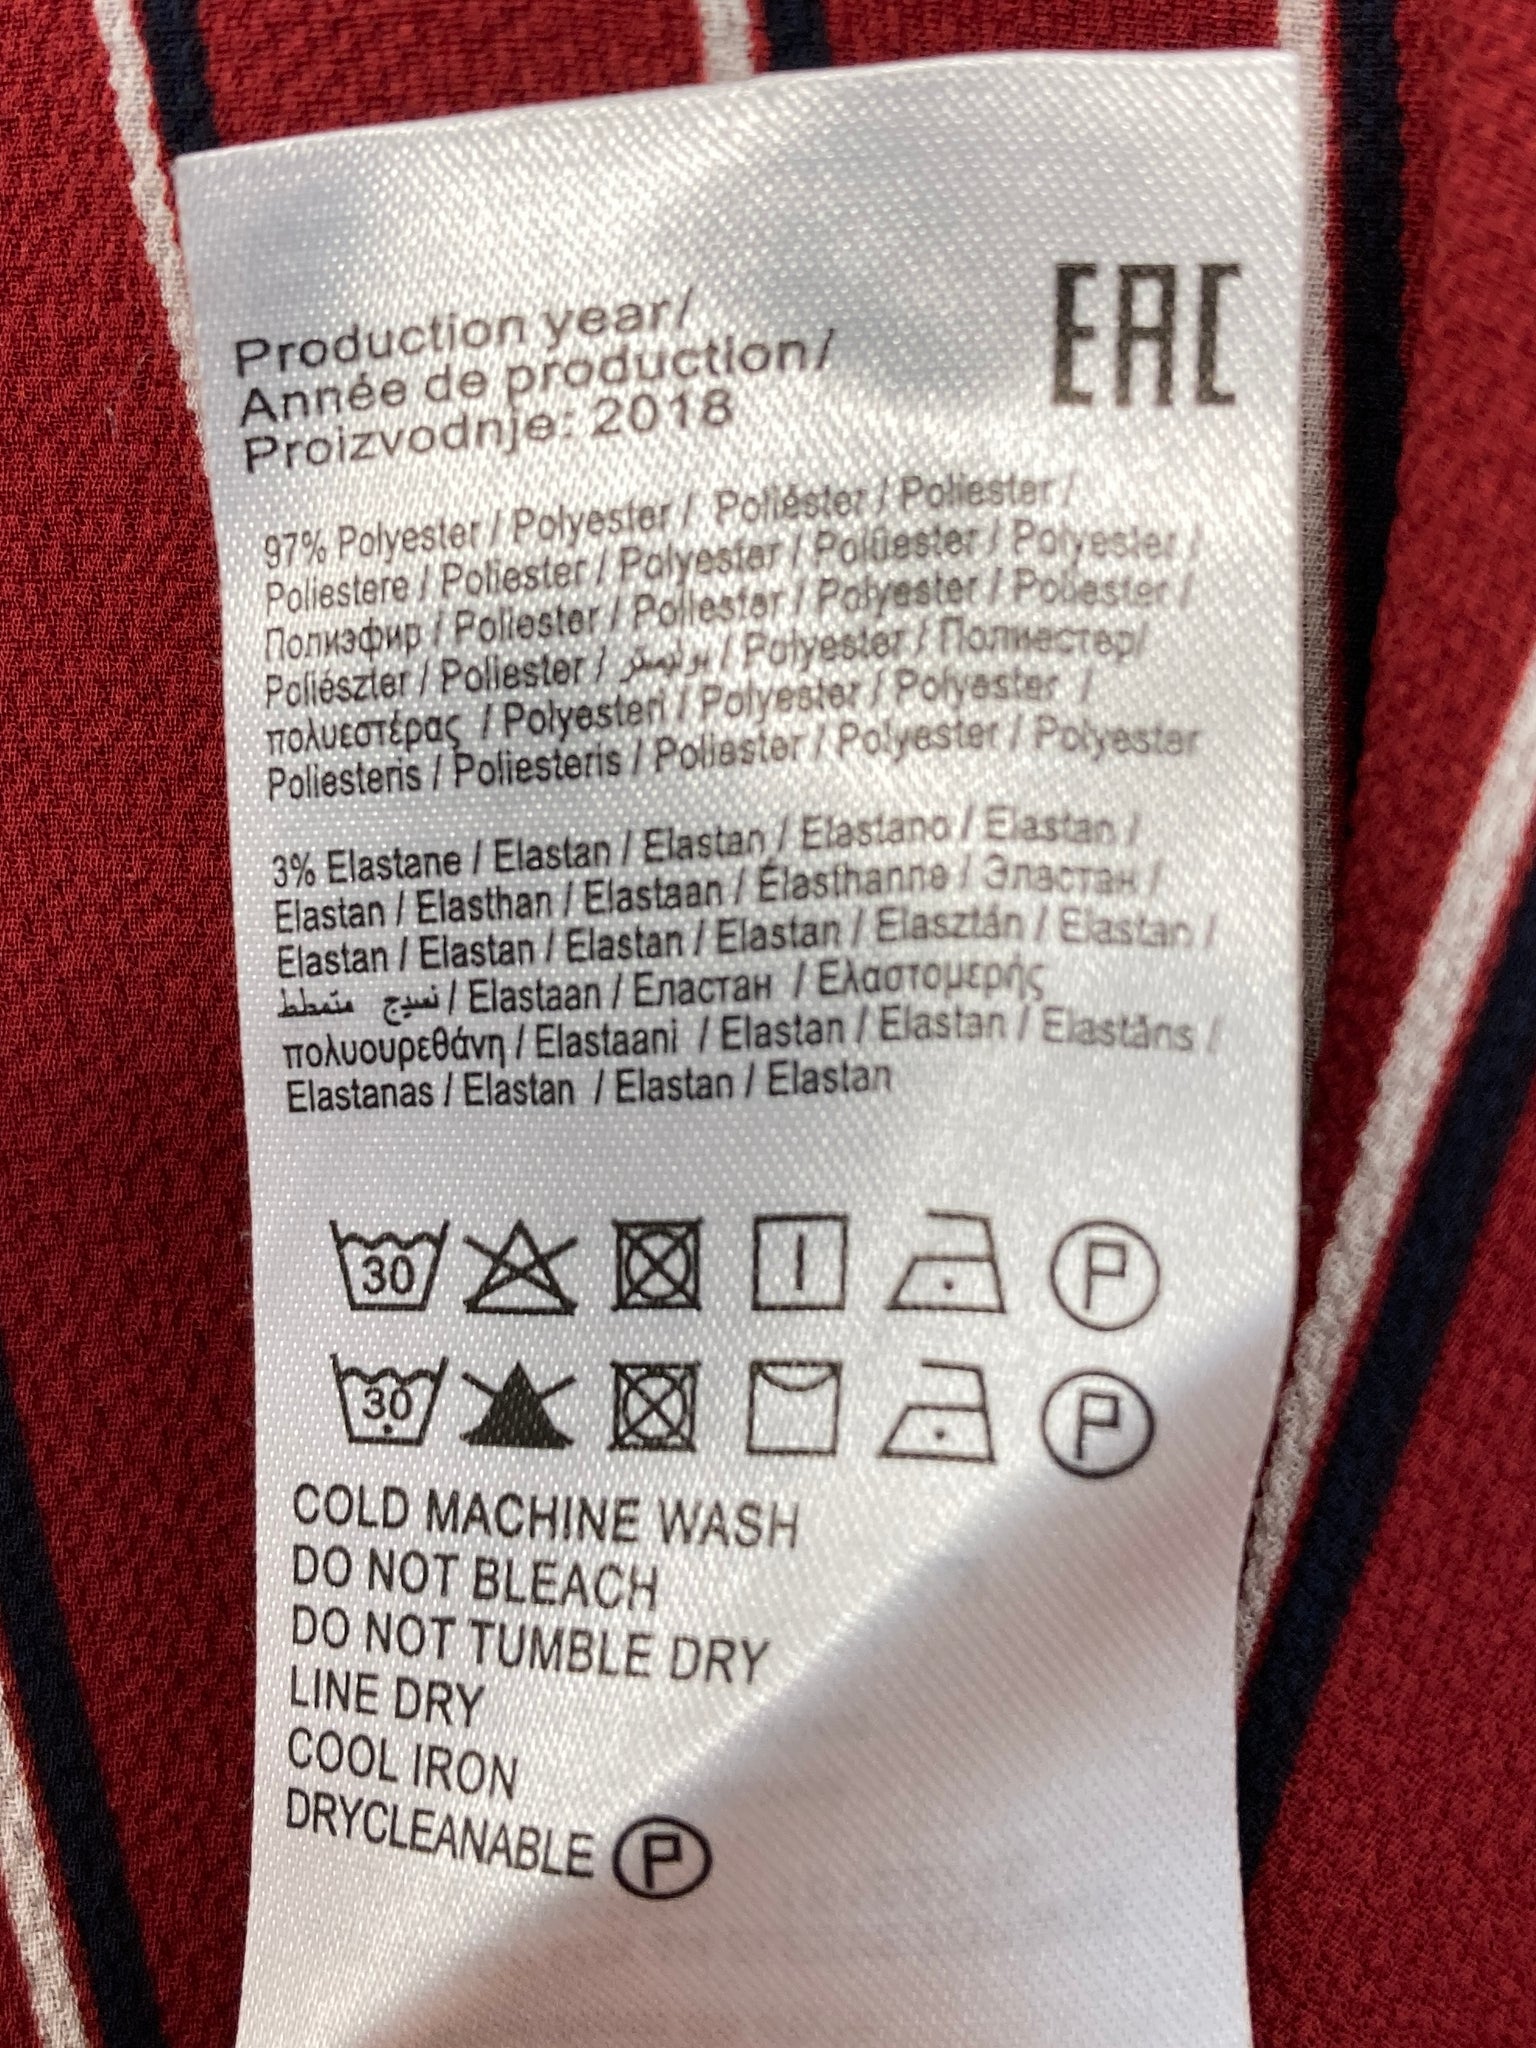 EAC
Production year/
Année de production/
Proizvodnje: 2018
97% Polyester / Polyester / Poliéster / Poliester /
Poliestere / Poliester / Polyester / Polüester / Polyester /
Полиэфир / Poliester / Poliestar / Polyester / Poliester /
Poliészter / Poliester / بوليستر / Polyester / Полиестер/
πολυεστέρας / Polyesteri / Polyester / Polyester /
Poliesteris / Poliesteris / Poliester / Polyester / Polyester
3% Elastane / Elastan / Elastan / Elastano / Elastan /
Elastan / Elasthan / Elastaan / Élasthanne / Эластан /
Elastan / Elastan / Elastan / Elastan / Elasztán / Elastan /
نسيج متمطط / Elastaan / Еластан / Ελαστομερής
πολυουρεθάνη / Elastaani / Elastan / Elastan / Elastāns /
Elastanas / Elastan / Elastan / Elastan
30 P
30 P
COLD MACHINE WASH
DO NOT BLEACH
DO NOT TUMBLE DRY
LINE DRY
COOL IRON
DRYCLEANABLE P